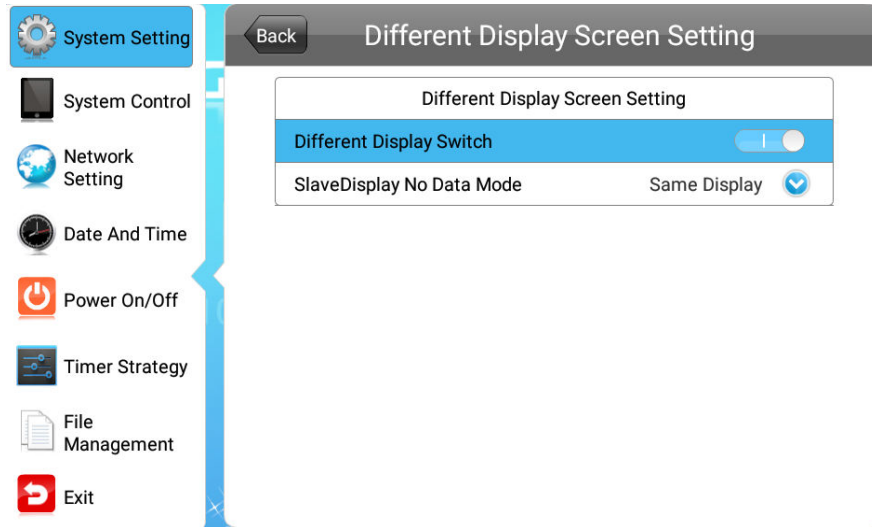 System Setting
System Control
Network
Setting
Date And Time
Power On/Off
Timer Strategy
File
Management
Exit
Back
Different Display Screen Setting
Different Display Screen Setting
Different Display Switch
SlaveDisplay No Data Mode
Same Display